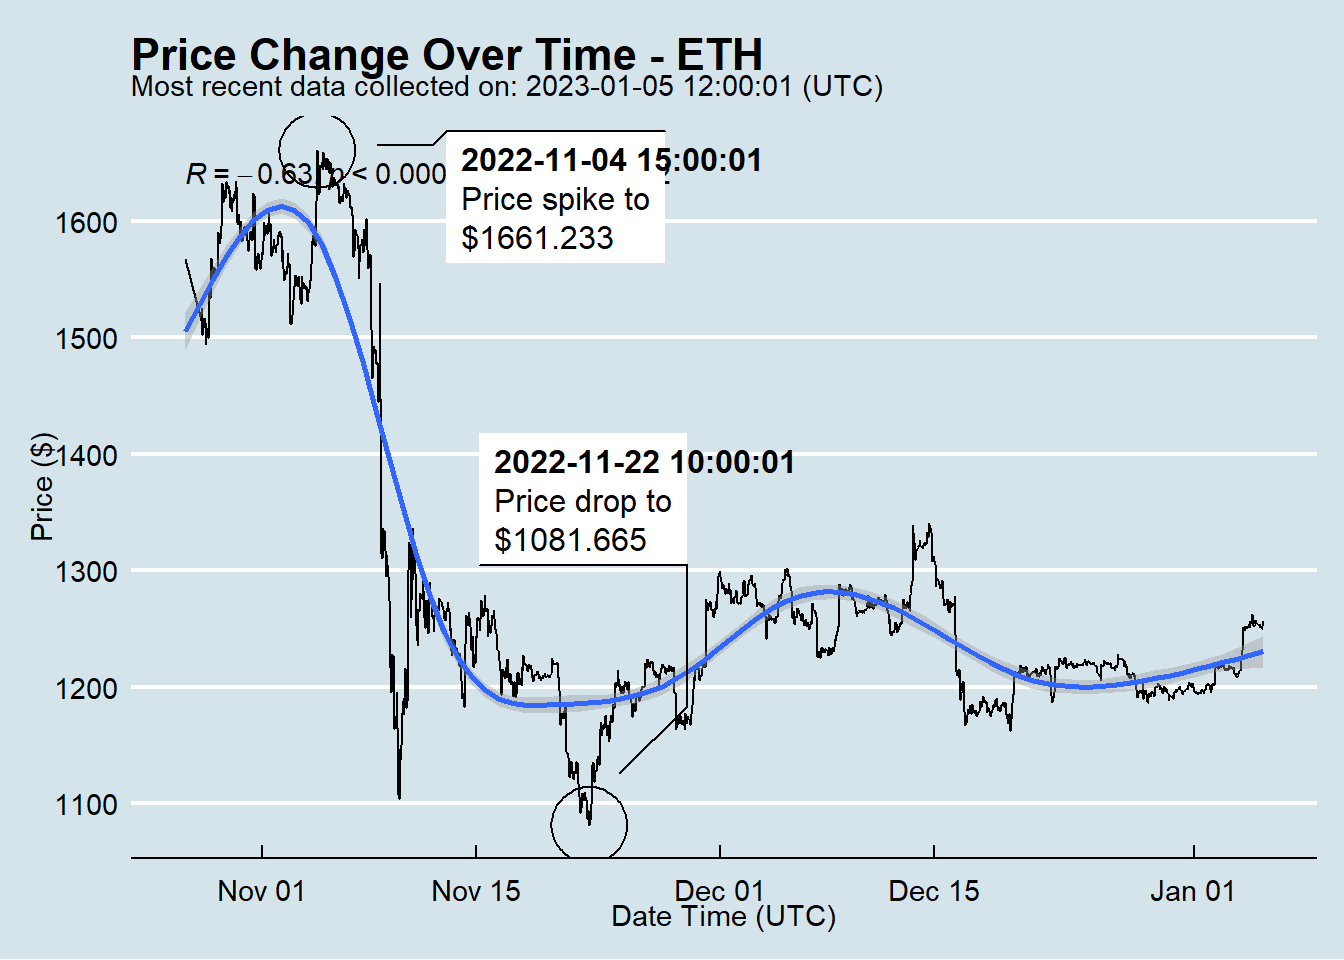 Price Change Over Time - ETH
Most recent data collected on: 2023-01-05 12:00:01 (UTC)
R = −0.63, p < 0.000
2022-11-04 15:00:01
Price spike to
$1661.233
2022-11-22 10:00:01
Price drop to
$1081.665
Price ($)
1600
1500
1400
1300
1200
1100
Nov 01
Nov 15
Dec 01
Dec 15
Jan 01
Date Time (UTC)